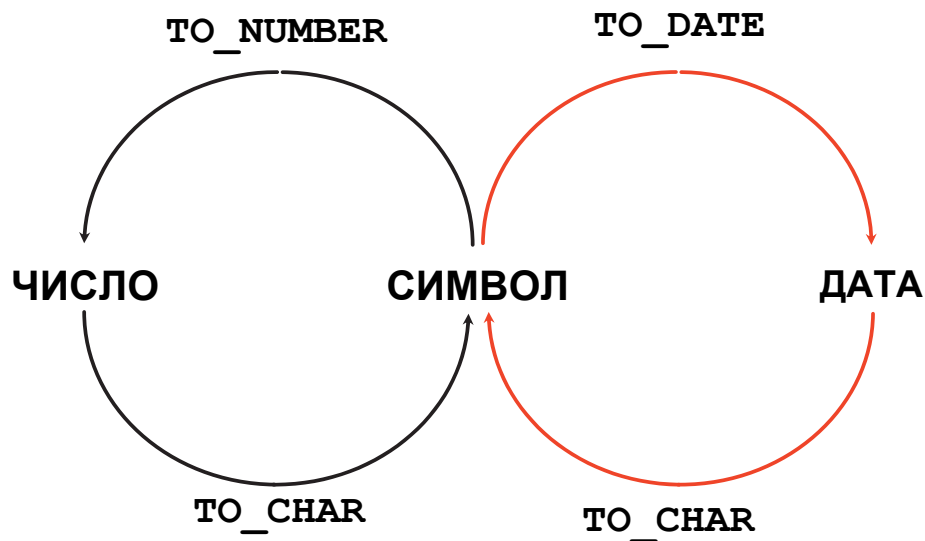 TO_NUMBER
TO_DATE
ЧИСЛО
СИМВОЛ
ДАТА
TO_CHAR
TO_CHAR